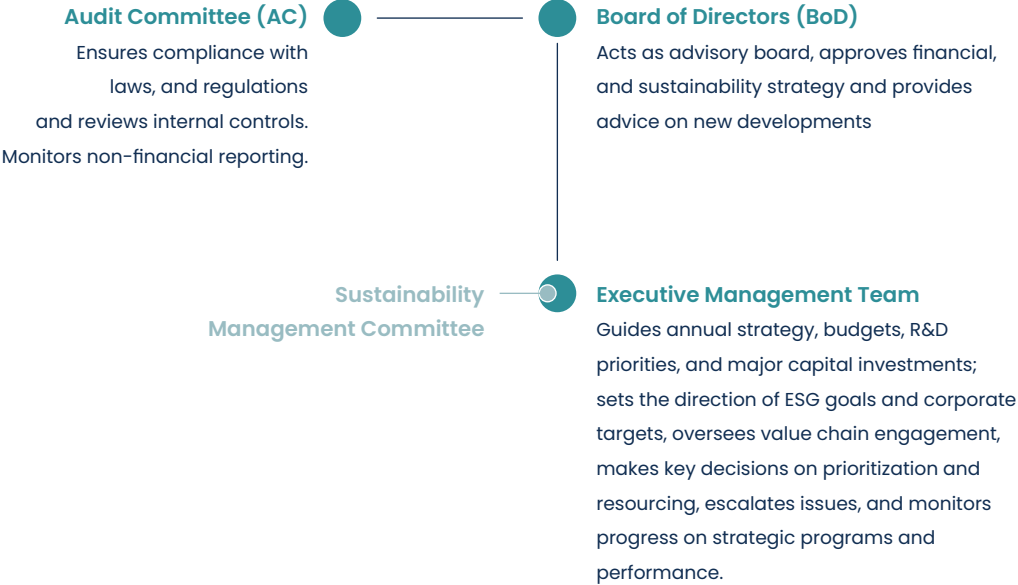 Audit Committee (AC)
Ensures compliance with
laws, and regulations
and reviews internal controls.
Monitors non-financial reporting.
Board of Directors (BoD)
Acts as advisory board, approves financial,
and sustainability strategy and provides
advice on new developments
Sustainability
Management Committee
Executive Management Team
Guides annual strategy, budgets, R&D
priorities, and major capital investments;
sets the direction of ESG goals and corporate
targets, oversees value chain engagement,
makes key decisions on prioritization and
resourcing, escalates issues, and monitors
progress on strategic programs and
performance.